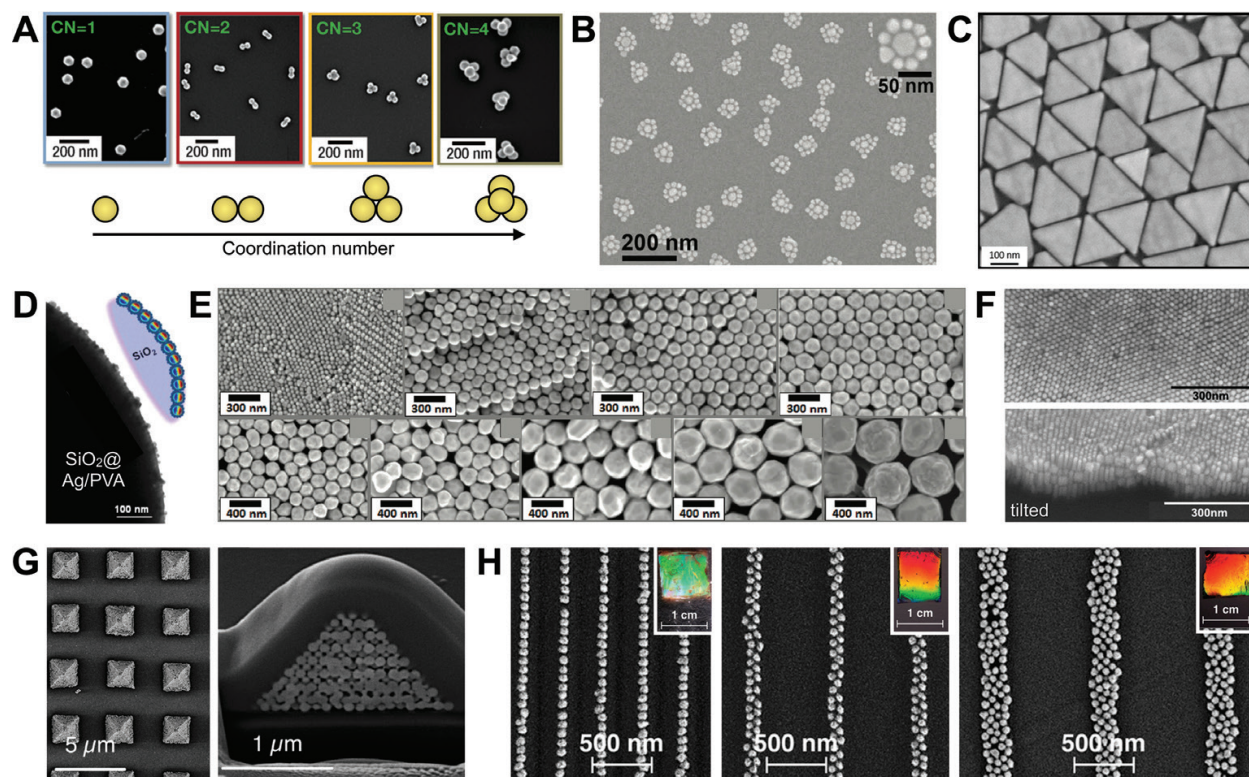 A
CN=1
CN=2
CN=3
CN=4
200 nm
200 nm
200 nm
200 nm
Coordination number
B
50 nm
200 nm
C
100 nm
D
SiO₂
SiO₂@
Ag/PVA
100 nm
E
300 nm
300 nm
300 nm
300 nm
400 nm
400 nm
400 nm
400 nm
400 nm
F
300nm
tilted
300nm
G
5 µm
1 µm
H
1 cm
1 cm
1 cm
500 nm
500 nm
500 nm